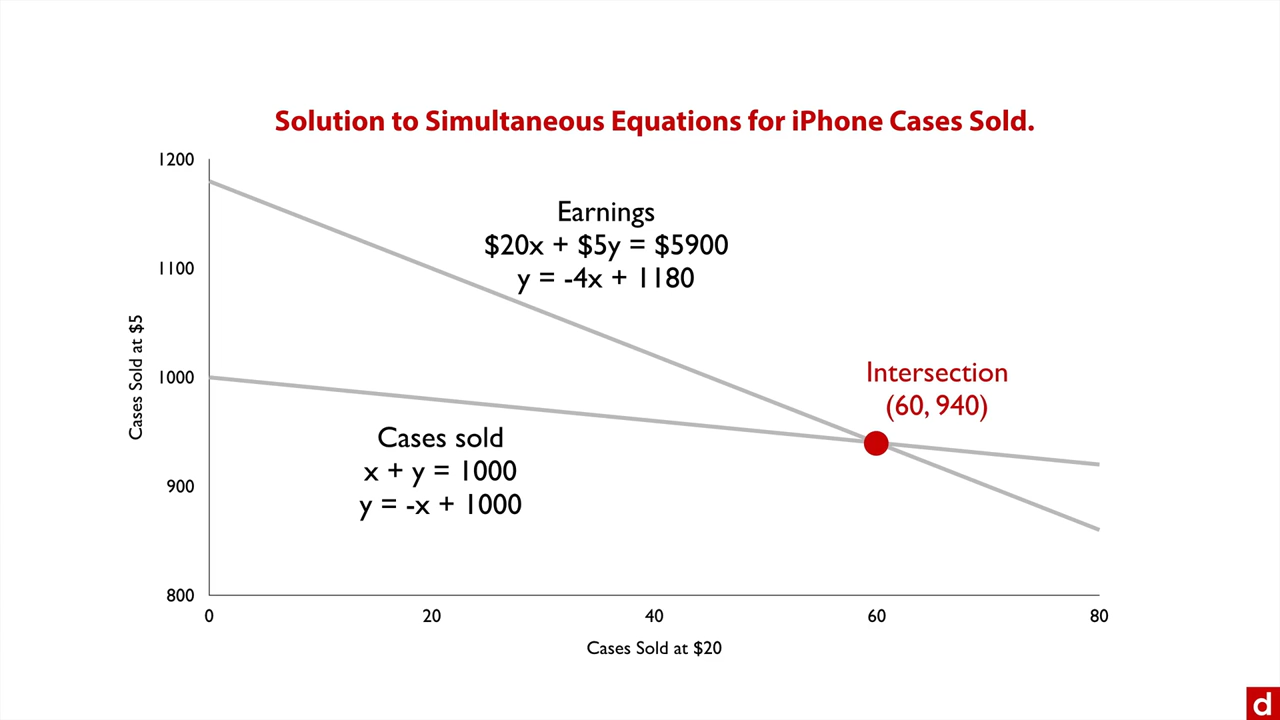 Solution to Simultaneous Equations for iPhone Cases Sold.
1200
Earnings
$20x + $5y = $5900
y = -4x + 1180
1100
Cases Sold at $5
1000
Intersection
(60, 940)
Cases sold
x + y = 1000
y = -x + 1000
900
800
0 20 40 60 80
Cases Sold at $20
d